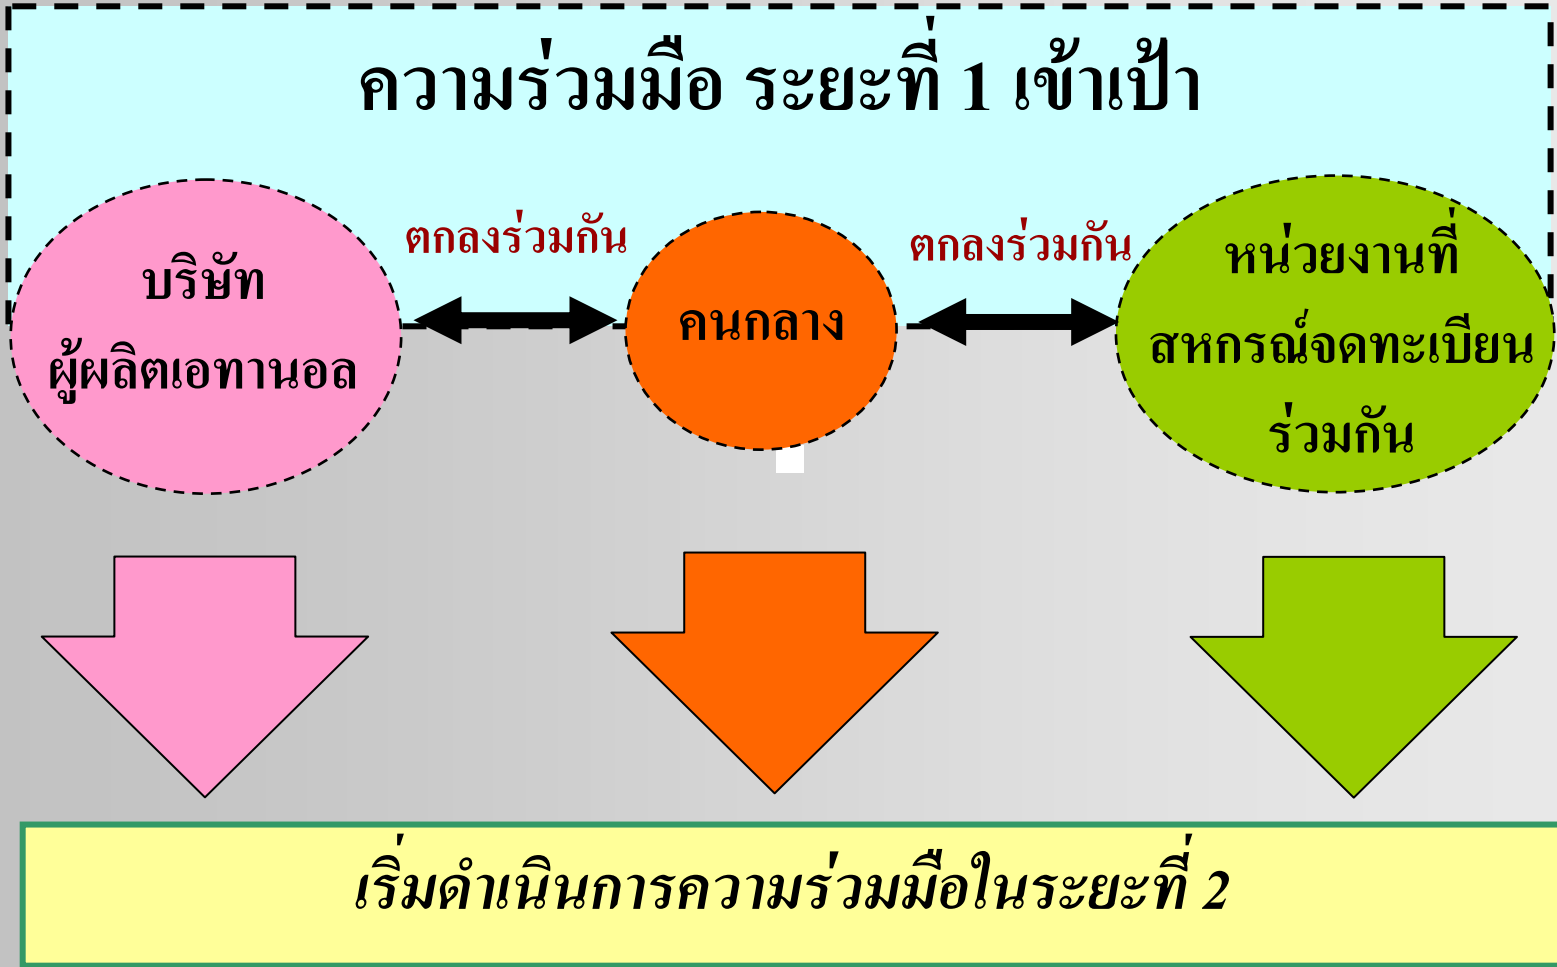 ความร่วมมือ ระยะที่ 1 เข้าเป้า
บริษัท
ผู้ผลิตเอทานอล
ตกลงร่วมกัน
คนกลาง
ตกลงร่วมกัน
หน่วยงานที่
สหกรณ์จดทะเบียน
ร่วมกัน
เริ่มดำเนินการความร่วมมือในระยะที่ 2